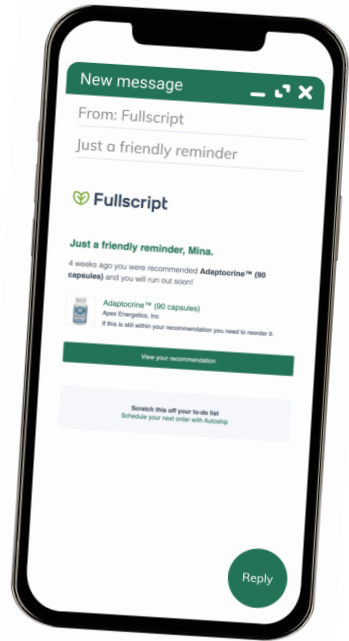 New message
From: Fullscript
Just a friendly reminder
Fullscript
Just a friendly reminder, Mina.
4 weeks ago you were recommended Adaptocrine™ (90
capsules) and you will run out soon!
Adaptocrine™ (90 capsules)
Apex Energetics, Inc
If this is still within your recommendation you need to reorder it.
View your recommendation
Scratch this off your to-do list
Schedule your next order with Autoship
Reply